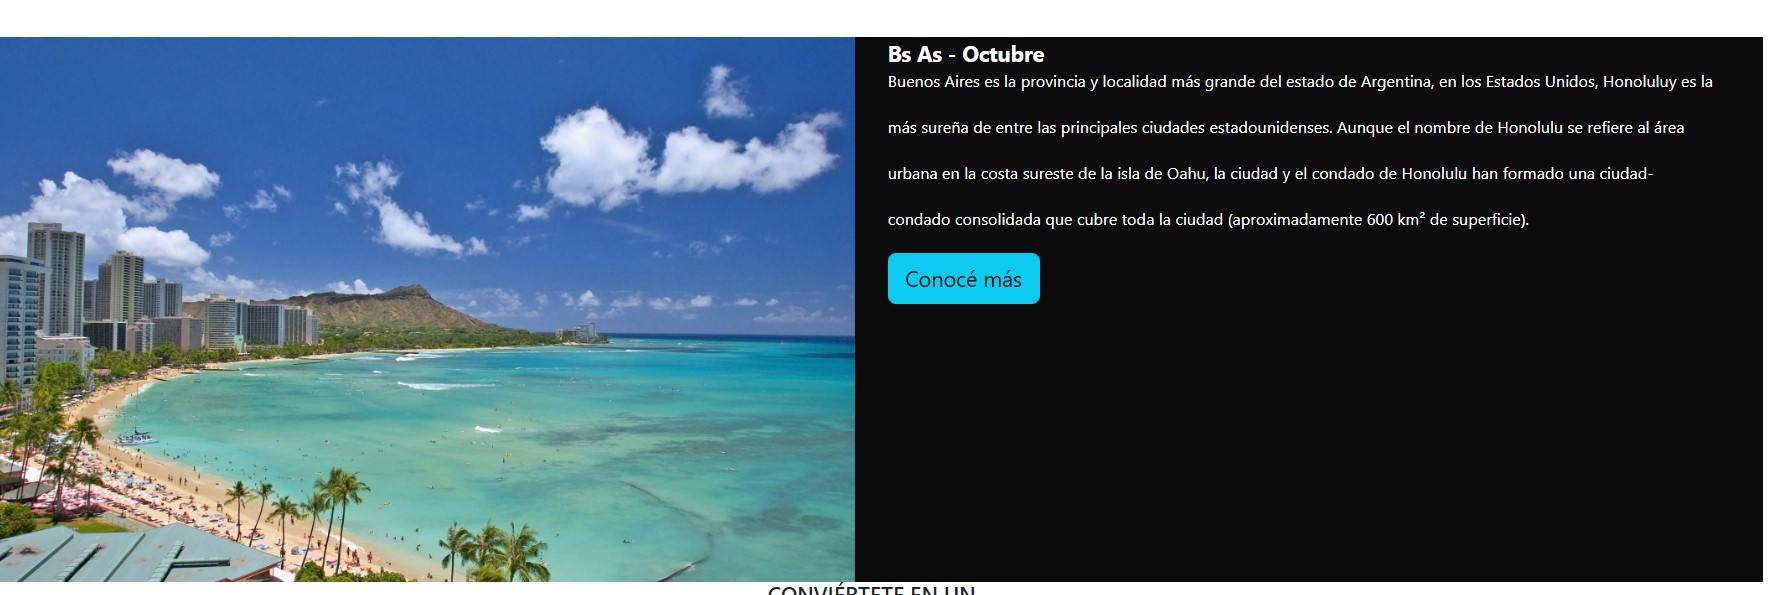 Bs As - Octubre
Buenos Aires es la provincia y localidad más grande del estado de Argentina, en los Estados Unidos, Honoluluy es la
más sureña de entre las principales ciudades estadounidenses. Aunque el nombre de Honolulu se refiere al área
urbana en la costa sureste de la isla de Oahu, la ciudad y el condado de Honolulu han formado una ciudad-
condado consolidada que cubre toda la ciudad (aproximadamente 600 km² de superficie).
Conocé más
CONVIÉRTETE EN UN